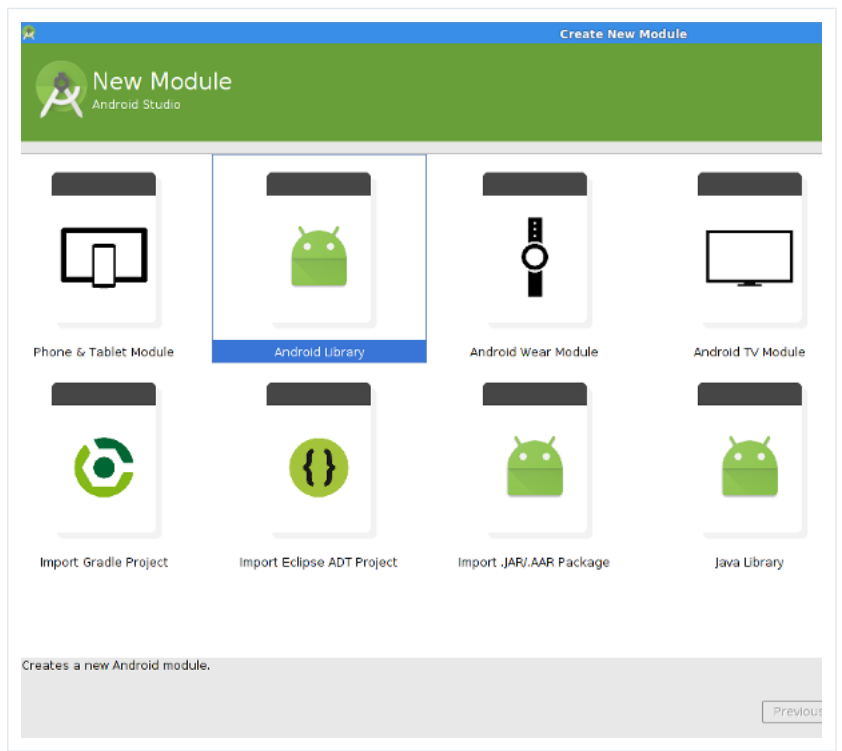 Create New Module
New Module
Android Studio
Phone & Tablet Module
Android Library
Android Wear Module
Android TV Module
Import Gradle Project
Import Eclipse ADT Project
Import .JAR/.AAR Package
Java Library
Creates a new Android module.
Previous